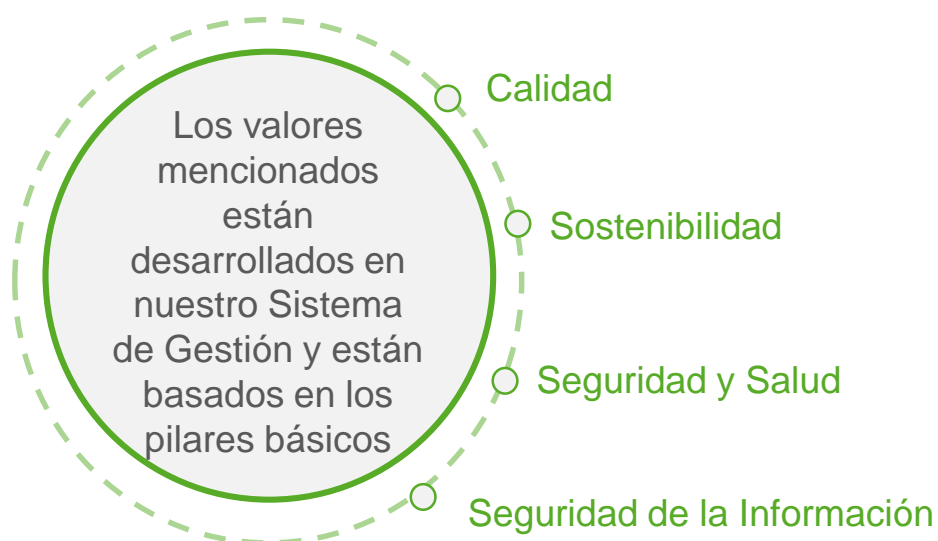 Los valores
mencionados
están
desarrollados en
nuestro Sistema
de Gestión y están
basados en los
pilares básicos
Calidad
Sostenibilidad
Seguridad y Salud
Seguridad de la Información